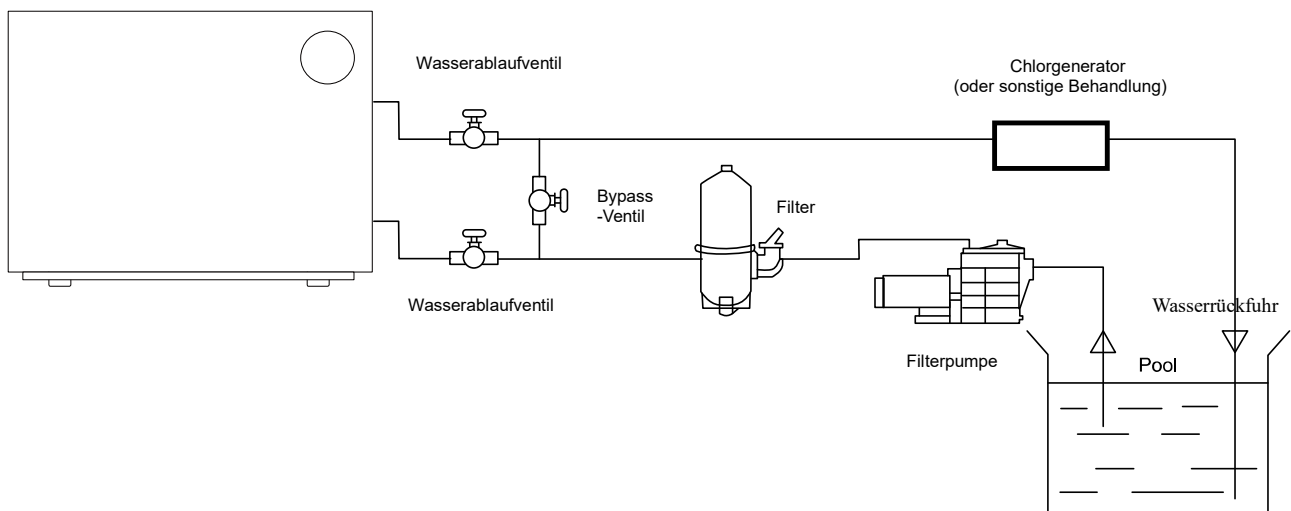 Wasserablaufventil
Chlorgenerator
(oder sonstige Behandlung)
Bypass
-Ventil
Filter
Wasserablaufventil
Wasserrückfuhr
Filterpumpe
Pool